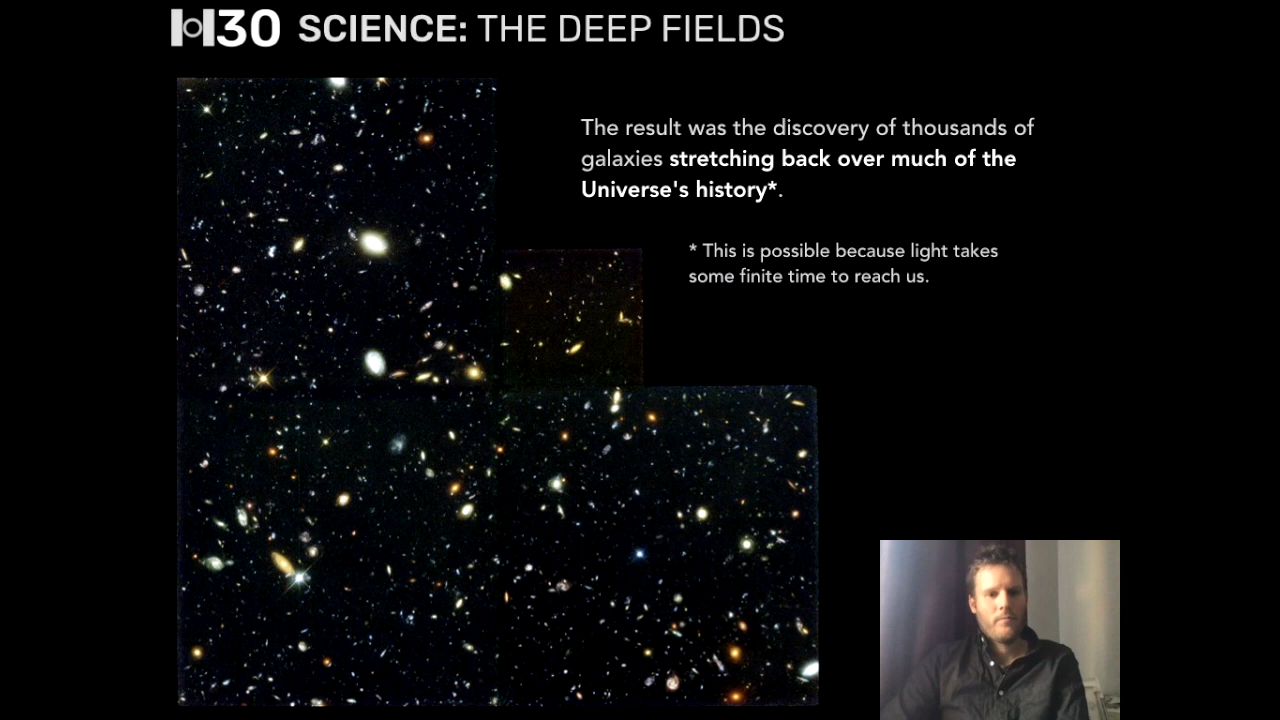 H30 SCIENCE: THE DEEP FIELDS
The result was the discovery of thousands of
galaxies stretching back over much of the
Universe's history*.
* This is possible because light takes
some finite time to reach us.